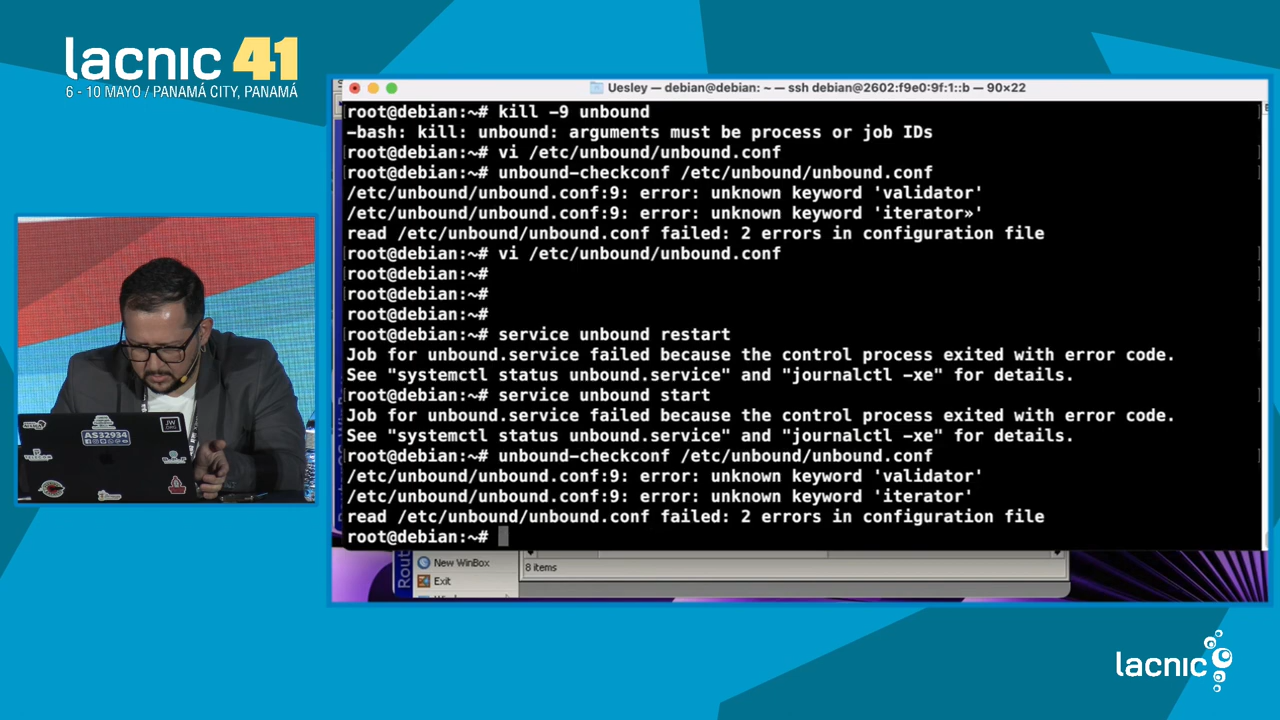 lacnic 41
6 - 10 MAYO / PANAMÁ CITY, PANAMÁ
Uesley — debian@debian: ~ — ssh debian@2602:f9e0:9f:1::b — 90×22
root@debian:~# kill -9 unbound
-bash: kill: unbound: arguments must be process or job IDs
root@debian:~# vi /etc/unbound/unbound.conf
root@debian:~# unbound-checkconf /etc/unbound/unbound.conf
/etc/unbound/unbound.conf:9: error: unknown keyword 'validator'
/etc/unbound/unbound.conf:9: error: unknown keyword 'iterator»'
read /etc/unbound/unbound.conf failed: 2 errors in configuration file
root@debian:~# vi /etc/unbound/unbound.conf
root@debian:~#
root@debian:~#
root@debian:~#
root@debian:~# service unbound restart
Job for unbound.service failed because the control process exited with error code.
See "systemctl status unbound.service" and "journalctl -xe" for details.
root@debian:~# service unbound start
Job for unbound.service failed because the control process exited with error code.
See "systemctl status unbound.service" and "journalctl -xe" for details.
root@debian:~# unbound-checkconf /etc/unbound/unbound.conf
/etc/unbound/unbound.conf:9: error: unknown keyword 'validator'
/etc/unbound/unbound.conf:9: error: unknown keyword 'iterator'
read /etc/unbound/unbound.conf failed: 2 errors in configuration file
root@debian:~#
Rout
New WinBox
Exit
8 items
AS32934
JW
lacnic